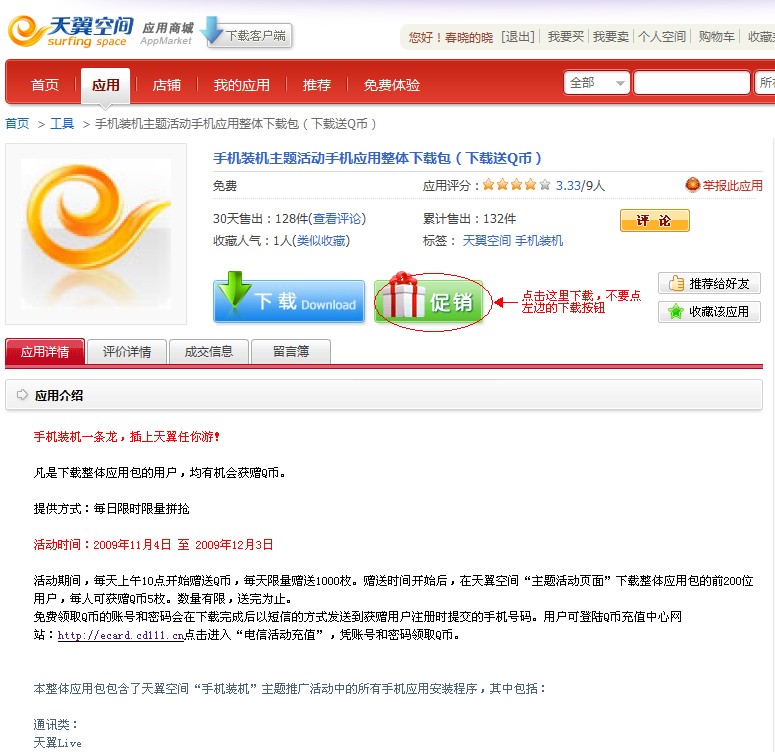 天翼空间
surfing space
应用商城
AppMarket
下载客户端
您好！春晓的晓 [退出] 我要买 我要卖 个人空间 购物车 收藏
首页 应用 店铺 我的应用 推荐 免费体验 全部 所
首页 > 工具 > 手机装机主题活动手机应用整体下载包（下载送Q币）
手机装机主题活动手机应用整体下载包（下载送Q币）
免费 应用评分： 3.33/9人 举报此应用
30天售出：128件(查看评论) 累计售出：132件 评 论
收藏人气：1人(类似收藏) 标签： 天翼空间 手机装机
下载 Download 促销
点击这里下载，不要点
左边的下载按钮
推荐给好友
收藏该应用
应用详情 评价详情 成交信息 留言簿
应用介绍
手机装机一条龙，插上天翼任你游！
凡是下载整体应用包的用户，均有机会获赠Q币。
提供方式：每日限时限量拼抢
活动时间：2009年11月4日 至 2009年12月3日
活动期间，每天上午10点开始赠送Q币，每天限量赠送1000枚。赠送时间开始后，在天翼空间“主题活动页面”下载整体应用包的前200位
用户，每人可获赠Q币5枚。数量有限，送完为止。
免费领取Q币的账号和密码会在下载完成后以短信的方式发送到获赠用户注册时提交的手机号码。用户可登陆Q币充值中心网
站：http://ecard.cd111.cn点击进入“电信活动充值”，凭账号和密码领取Q币。
本整体应用包包含了天翼空间“手机装机”主题推广活动中的所有手机应用安装程序，其中包括：
通讯类：
天翼Live